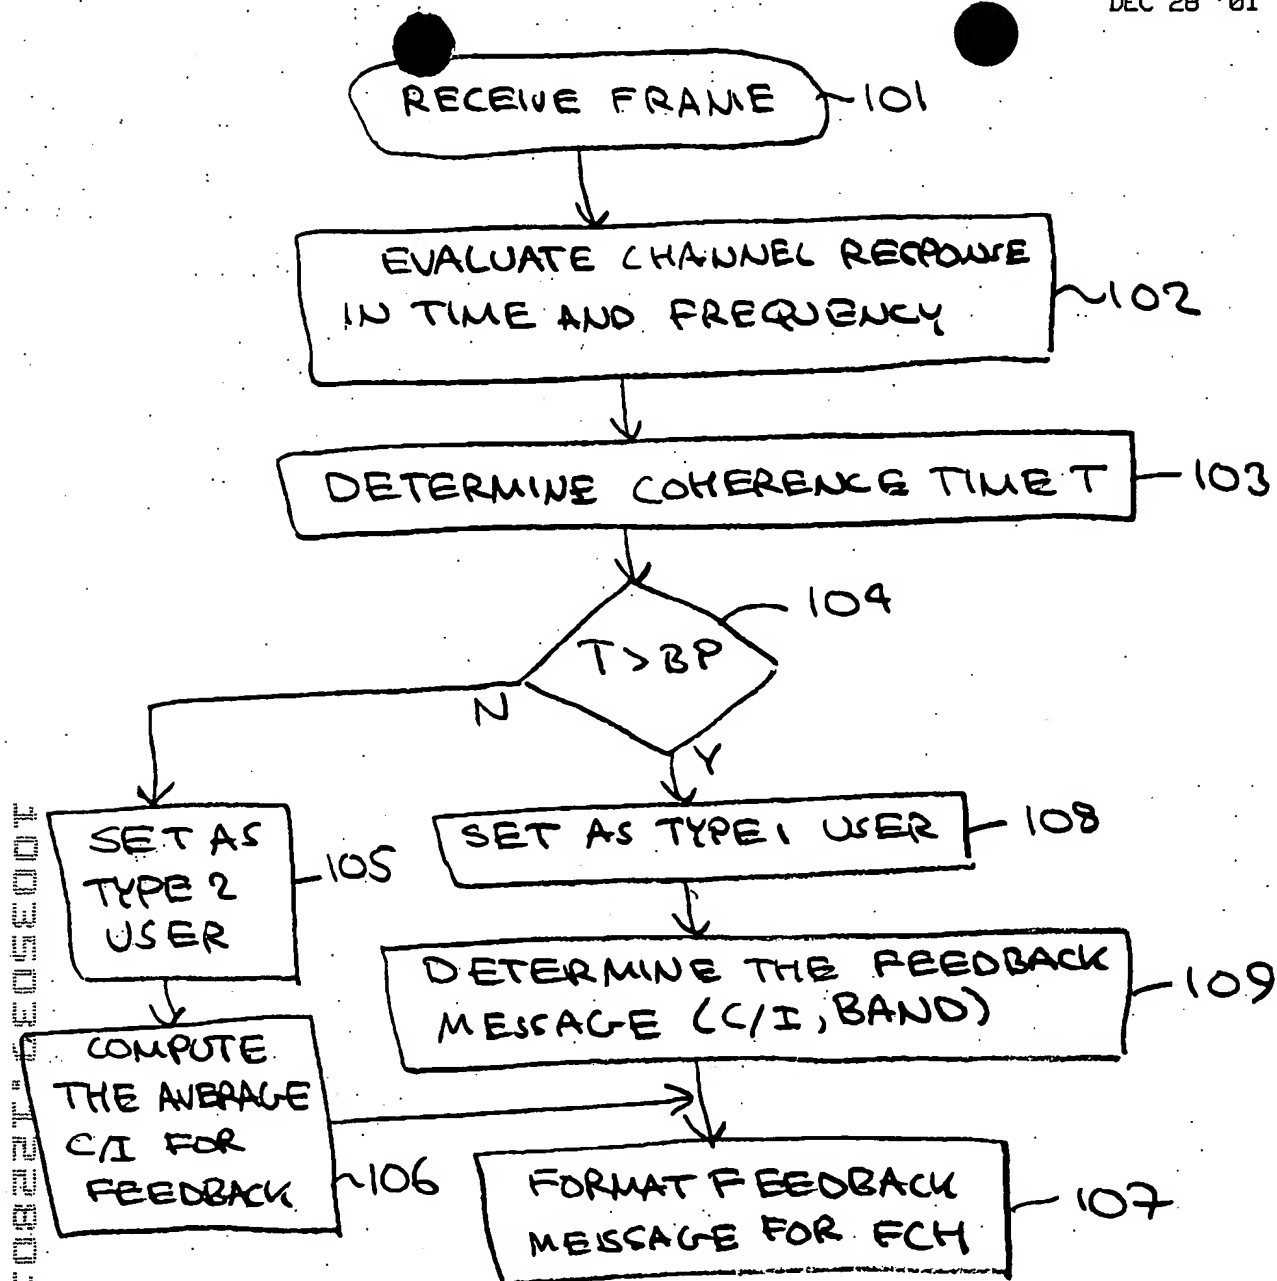 DEC 28 '01
RECEIVE FRAME
101
EVALUATE CHANNEL RESPONSE
IN TIME AND FREQUENCY
102
DETERMINE COHERENCE TIME T
103
T > BP
104
N
Y
SET AS
TYPE 2
USER
105
SET AS TYPE 1 USER
108
DETERMINE THE FEEDBACK
MESSAGE (C/I, BAND)
109
COMPUTE
THE AVERAGE
C/I FOR
FEEDBACK
106
FORMAT FEEDBACK
MESSAGE FOR FCH
107